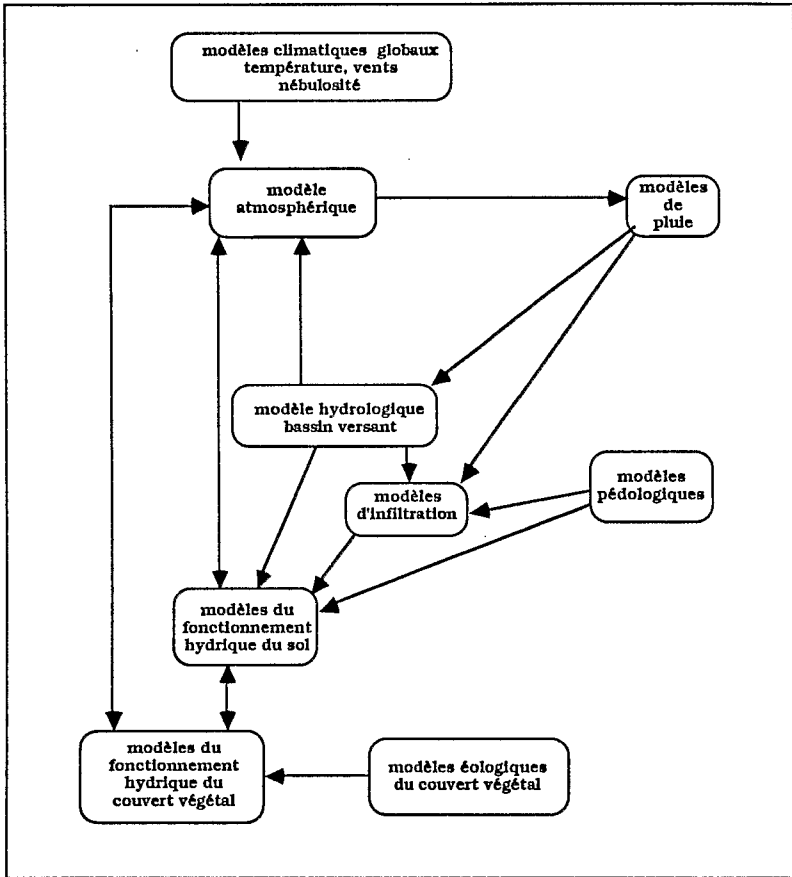 modèles climatiques globaux
température, vents
nébulosité
modèle
atmosphérique
modèles
de
pluie
modèle hydrologique
bassin versant
modèles
d'infiltration
modèles
pédologiques
modèles du
fonctionnement
hydrique du sol
modèles du
fonctionnement
hydrique du
couvert végétal
modèles éologiques
du couvert végétal